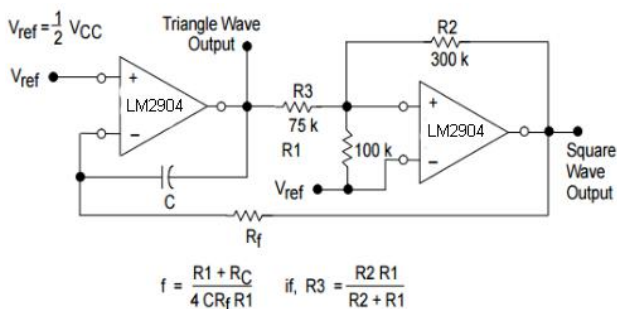 Vref = 1/2 VCC
Triangle Wave
Output
R2
300 k
Vref
+
LM2904
−
R3
75 k
R1
100 k
+
LM2904
−
Square
Wave
Output
C
Vref
Rf
f = R1 + RC / 4 CRf R1 if, R3 = R2 R1 / R2 + R1